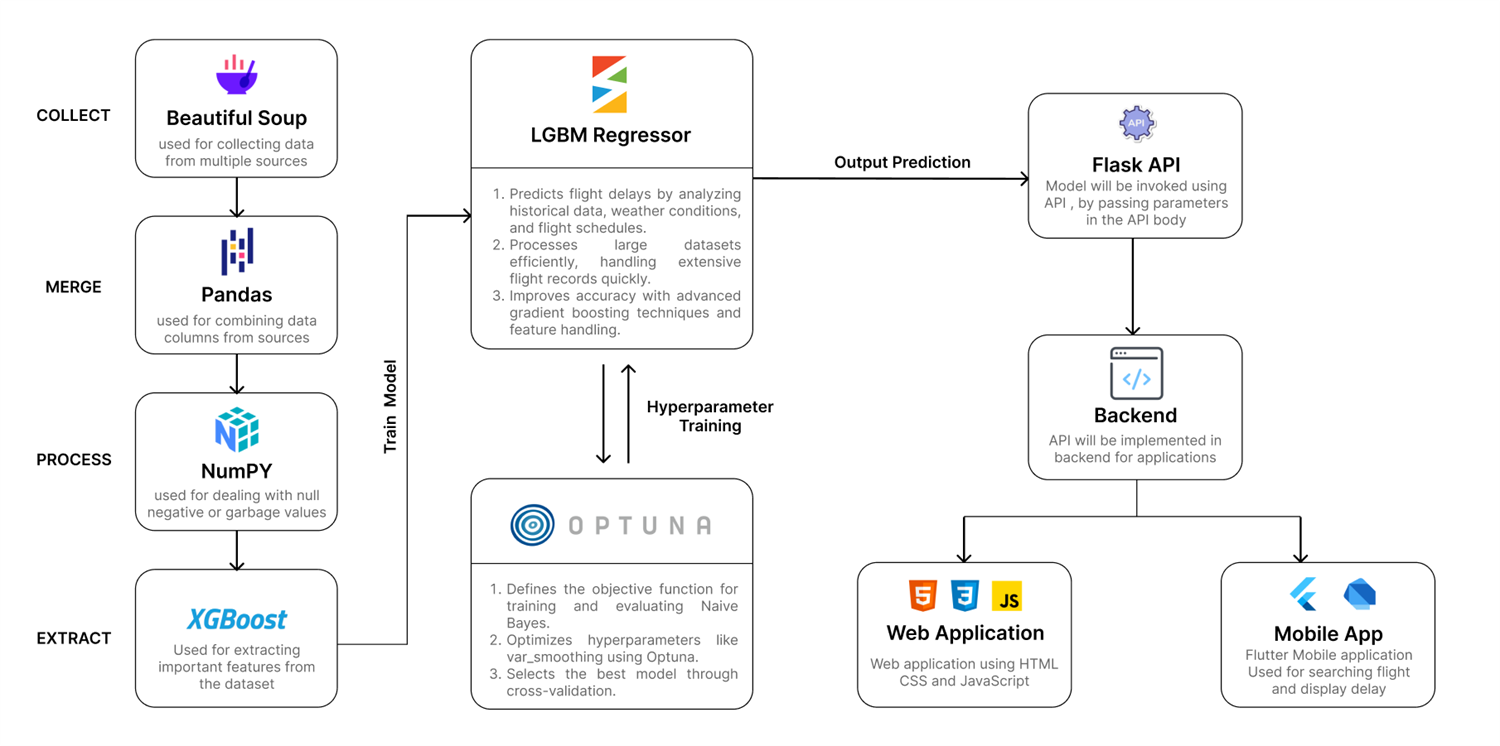 COLLECT
Beautiful Soup
used for collecting data
from multiple sources
MERGE
Pandas
used for combining data
columns from sources
PROCESS
NumPY
used for dealing with null
negative or garbage values
EXTRACT
XGBoost
Used for extracting
important features from
the dataset
Train Model
LGBM Regressor
1. Predicts flight delays by analyzing
historical data, weather conditions,
and flight schedules.
2. Processes large datasets
efficiently, handling extensive
flight records quickly.
3. Improves accuracy with advanced
gradient boosting techniques and
feature handling.
Hyperparameter
Training
OPTUNA
1. Defines the objective function for
training and evaluating Naive
Bayes.
2. Optimizes hyperparameters like
var_smoothing using Optuna.
3. Selects the best model through
cross-validation.
Output Prediction
API
Flask API
Model will be invoked using
API , by passing parameters
in the API body
</>
Backend
API will be implemented in
backend for applications
5
3
JS
Web Application
Web application using HTML
CSS and JavaScript
Mobile App
Flutter Mobile application
Used for searching flight
and display delay